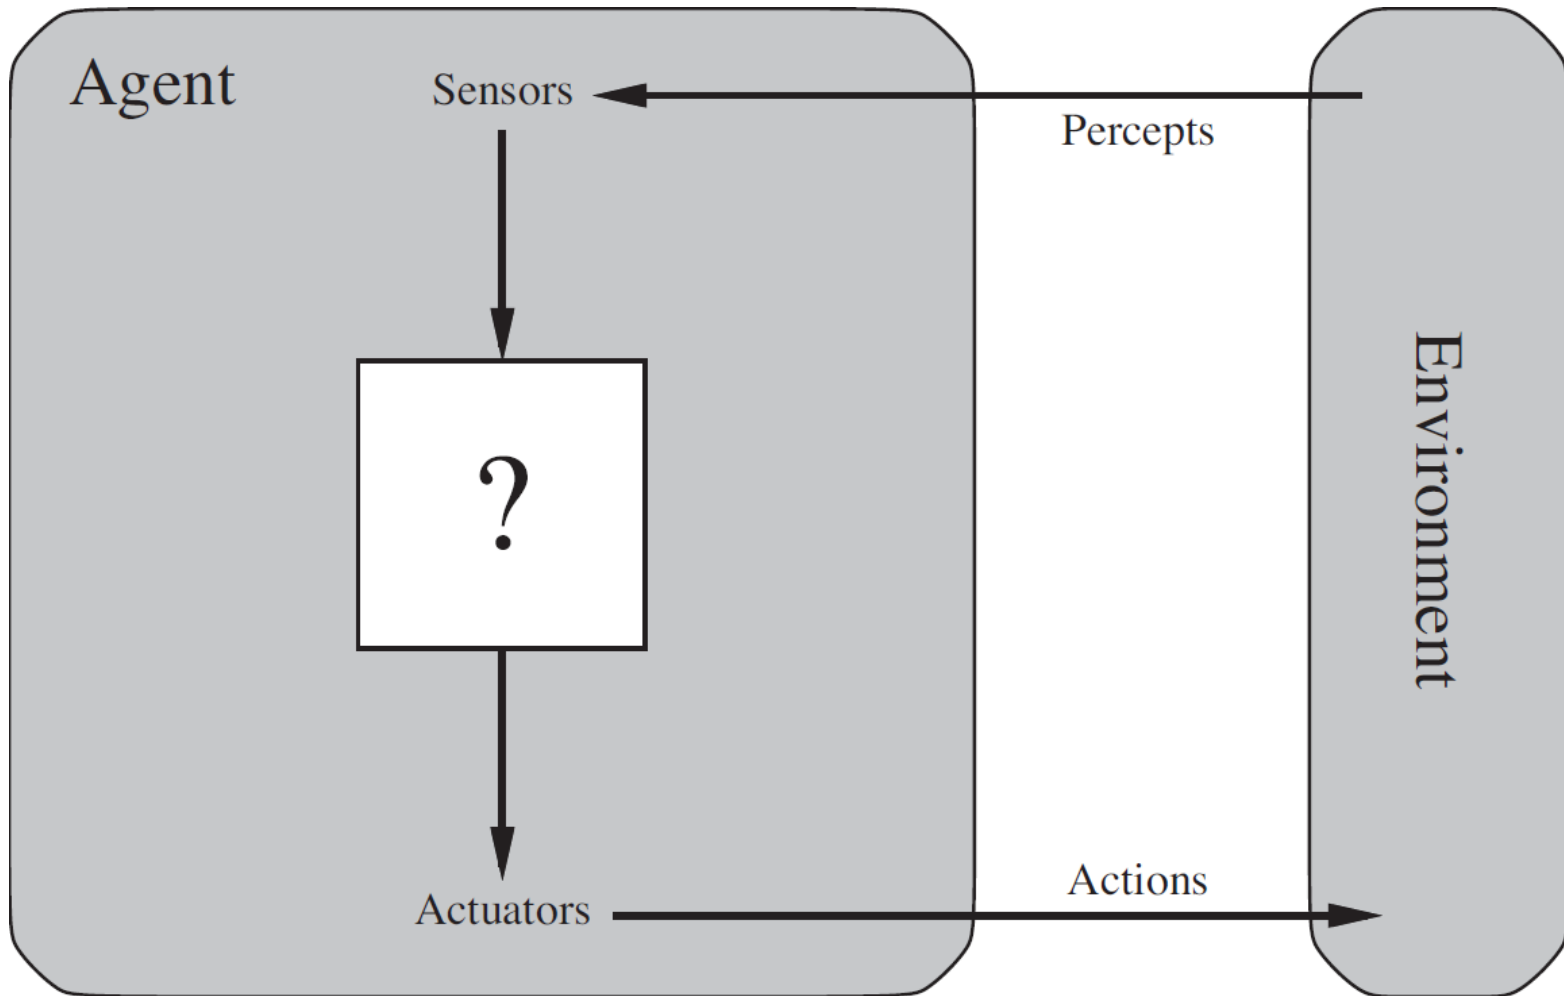 Agent
Sensors
Percepts
?
Environment
Actions
Actuators